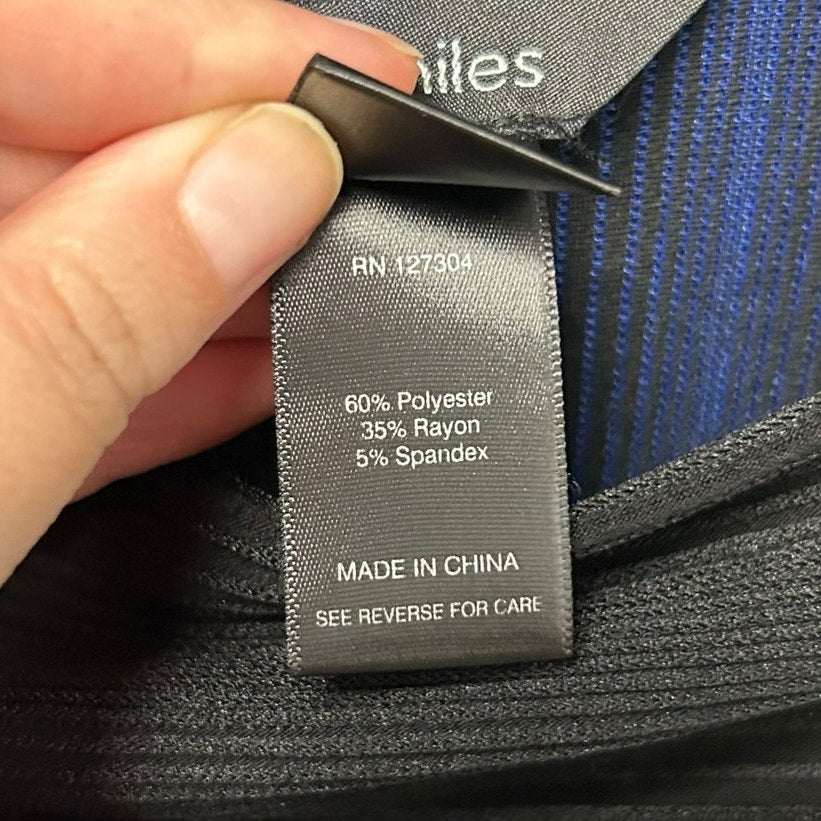 iles
RN 127304
60% Polyester
35% Rayon
5% Spandex
MADE IN CHINA
SEE REVERSE FOR CARE